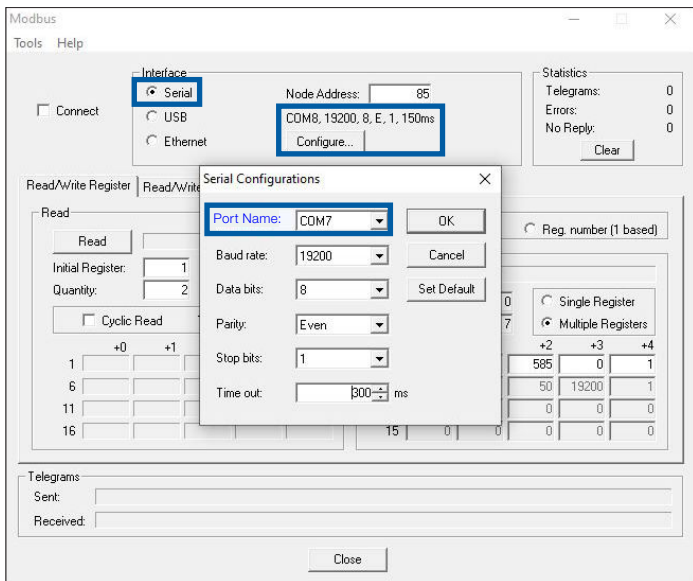 Modbus
Tools Help
Interface
Serial
USB
Ethernet
Connect
Node Address: 85
COM8, 19200, 8, E, 1, 150ms
Configure...
Statistics
Telegrams: 0
Errors: 0
No Reply: 0
Clear
Read/Write Register
Read/Write
Read
Read
Initial Register: 1
Quantity: 2
Cyclic Read
+0 +1
1
6
11
16
Serial Configurations
Port Name: COM7
OK
Baud rate: 19200
Cancel
Data bits: 8
Set Default
Parity: Even
Stop bits: 1
Time out: 300 ms
Reg. number (1 based)
0 Single Register
7 Multiple Registers
+2 +3 +4
585 0 1
50 19200 1
0 0 0
15 0 0 0 0 0
Telegrams
Sent:
Received:
Close